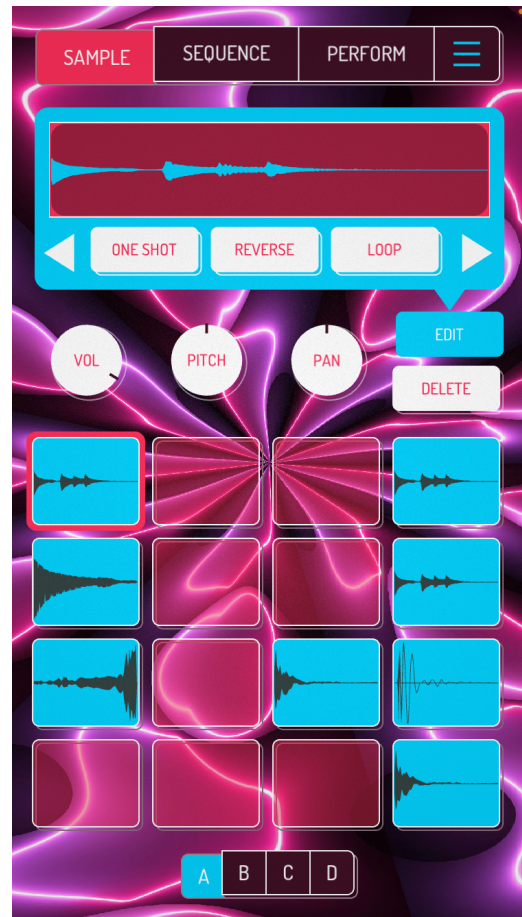 SAMPLE SEQUENCE PERFORM
ONE SHOT REVERSE LOOP
EDIT
VOL PITCH PAN
DELETE
A B C D